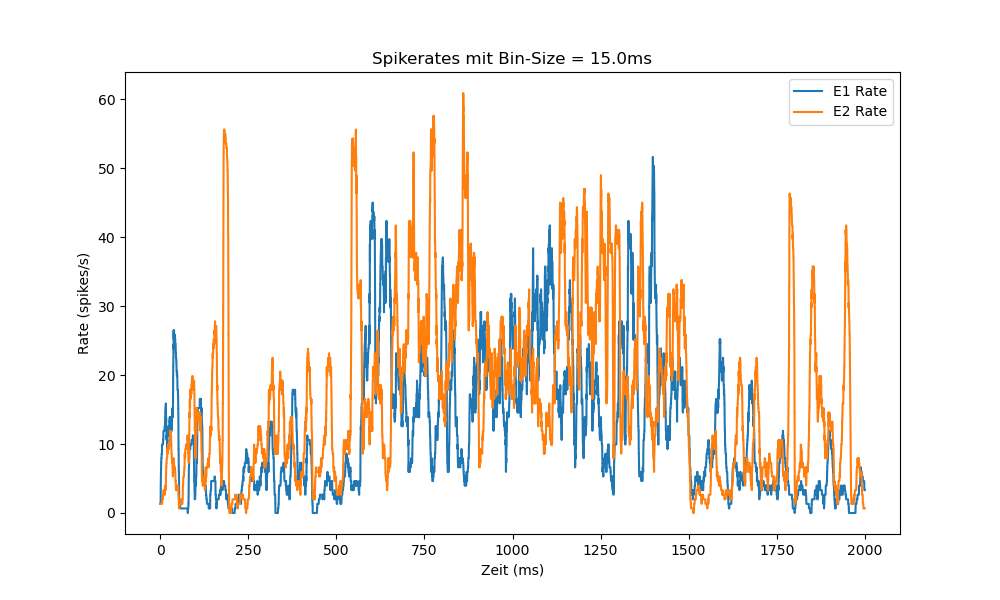 Spikerates mit Bin-Size = 15.0ms
E1 Rate
E2 Rate
60
50
40
30
20
10
0
Rate (spikes/s)
0 250 500 750 1000 1250 1500 1750 2000
Zeit (ms)